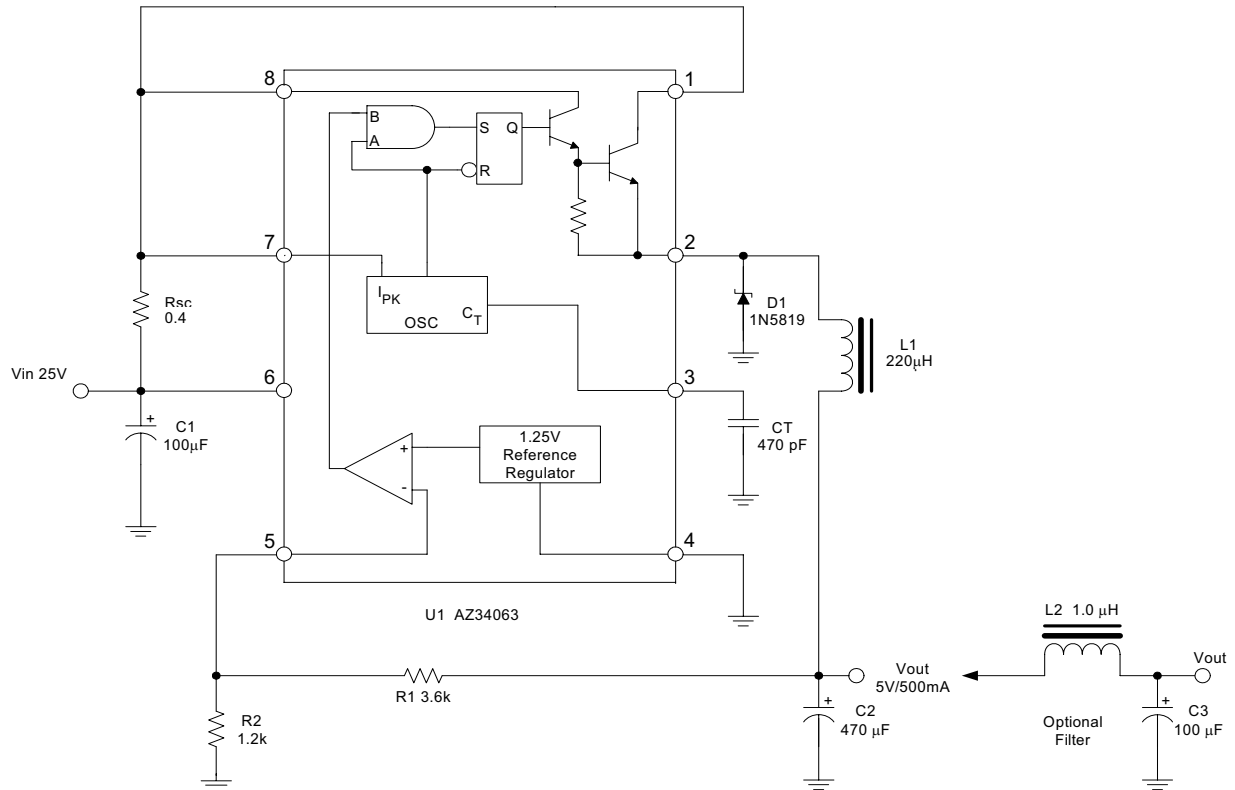 8
1
B
A
S
Q
R
7
2
IPK
OSC
CT
Rsc
0.4
D1
1N5819
L1
220µH
Vin 25V
6
3
C1
100µF
CT
470 pF
1.25V
Reference
Regulator
+
-
+
5
4
U1 AZ34063
L2 1.0 µH
Vout
5V/500mA
Vout
R1 3.6k
R2
1.2k
+
C2
470 µF
Optional
Filter
+
C3
100 µF